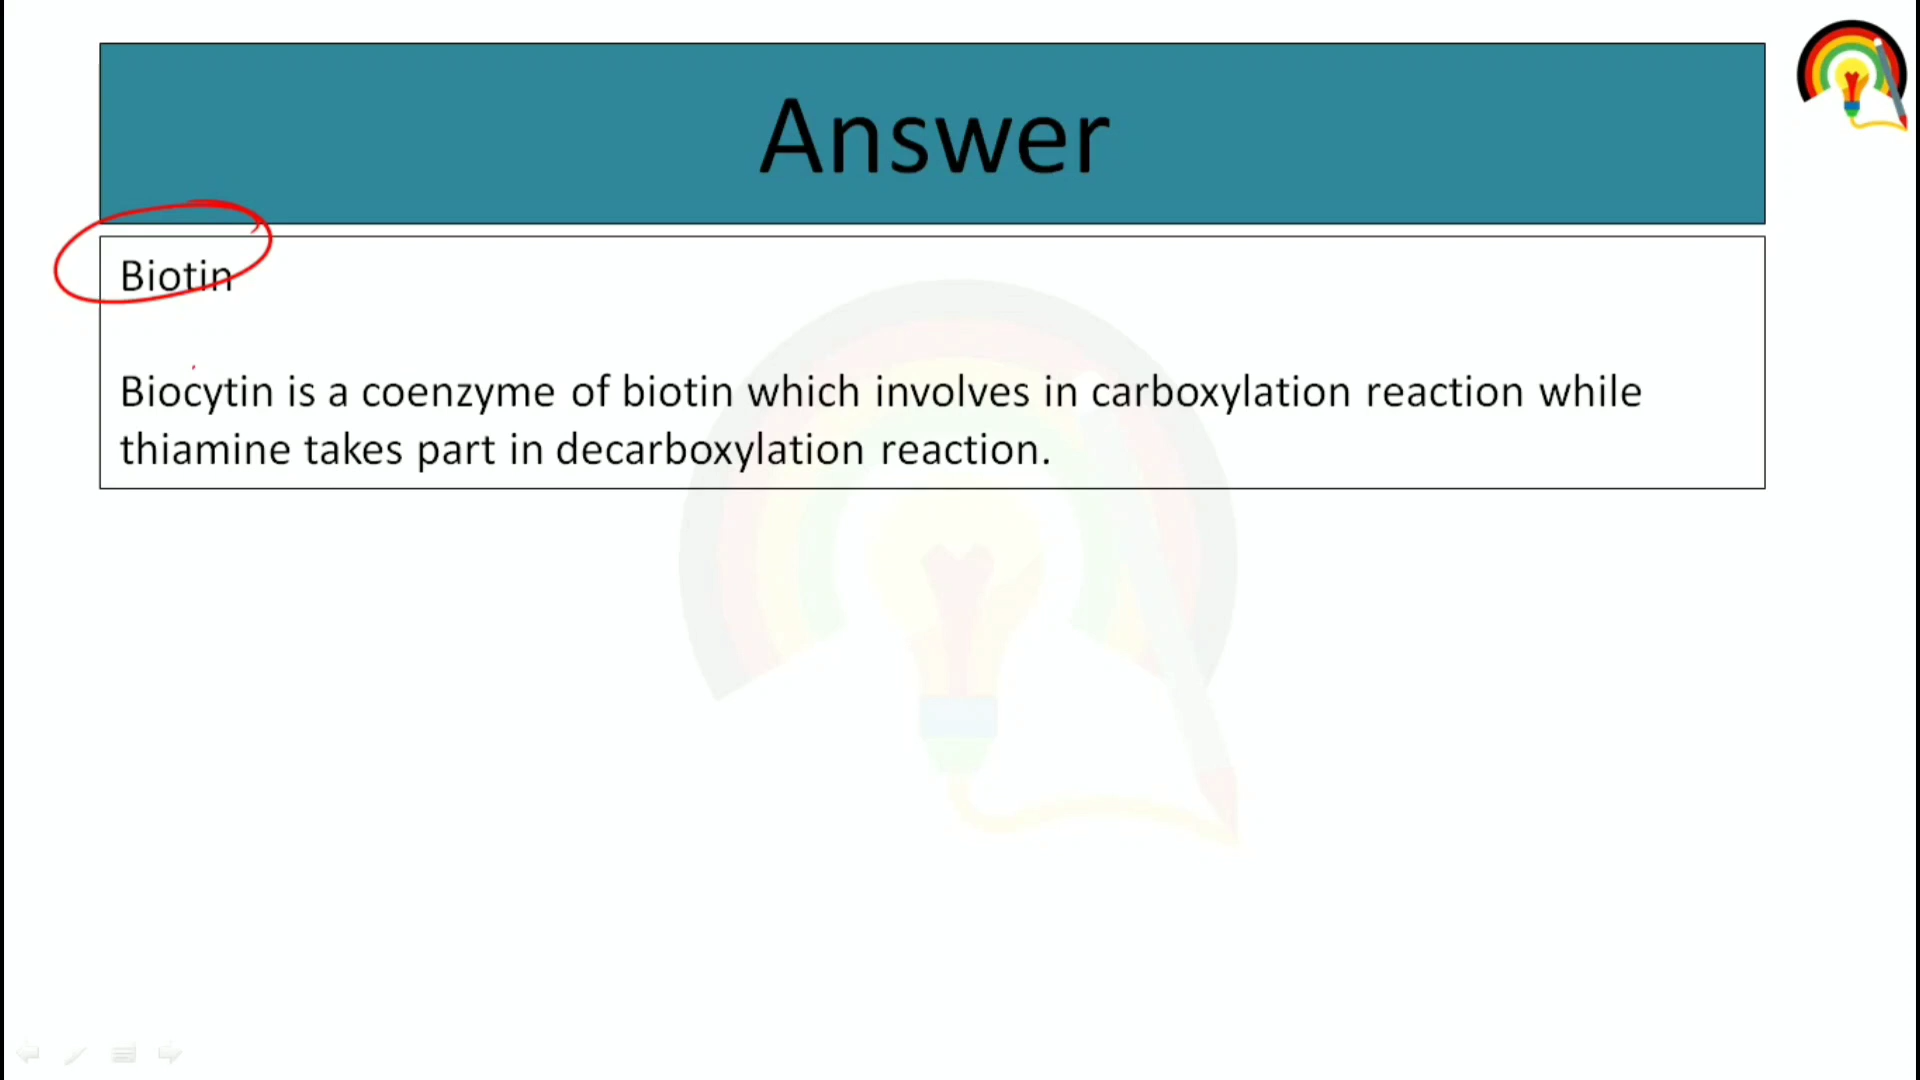 Answer
Biotin
Biocytin is a coenzyme of biotin which involves in carboxylation reaction while
thiamine takes part in decarboxylation reaction.